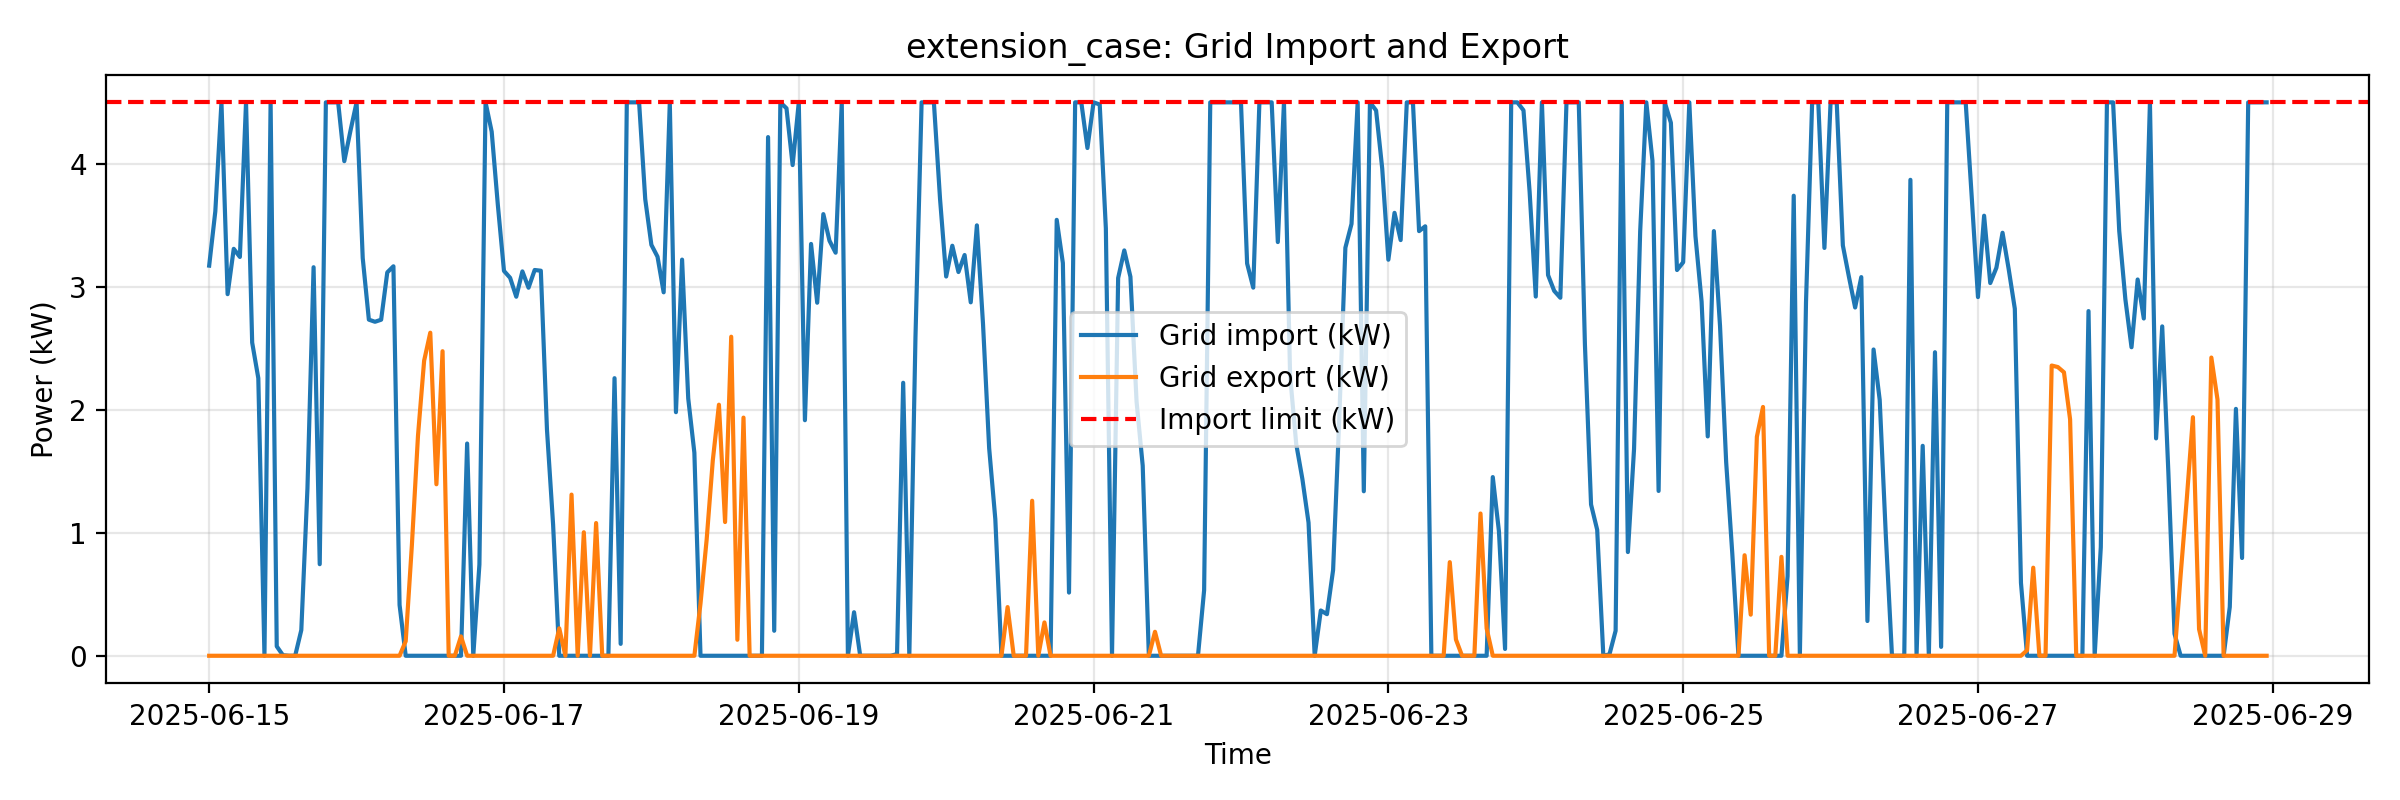 extension_case: Grid Import and Export
Power (kW)
4
3
2
1
0
Grid import (kW)
Grid export (kW)
Import limit (kW)
2025-06-15 2025-06-17 2025-06-19 2025-06-21 2025-06-23 2025-06-25 2025-06-27 2025-06-29
Time